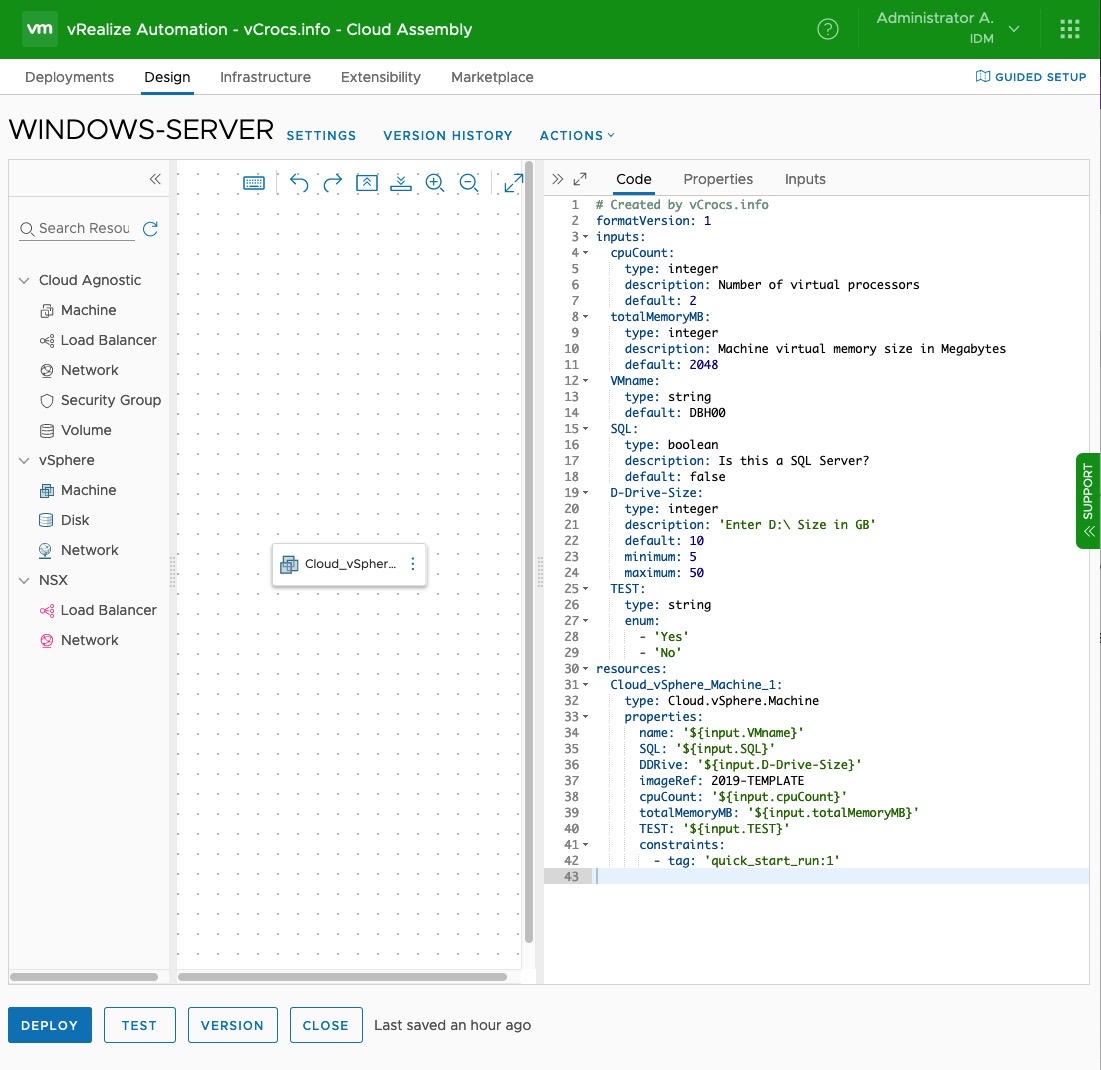 vm vRealize Automation - vCrocs.info - Cloud Assembly
Administrator A.
IDM
Deployments Design Infrastructure Extensibility Marketplace GUIDED SETUP
WINDOWS-SERVER SETTINGS VERSION HISTORY ACTIONS
Search Resou
Cloud Agnostic
Machine
Load Balancer
Network
Security Group
Volume
vSphere
Machine
Disk
Network
NSX
Load Balancer
Network
Cloud_vSpher...
Code Properties Inputs
1 # Created by vCrocs.info
2 formatVersion: 1
3 inputs:
4   cpuCount:
5     type: integer
6     description: Number of virtual processors
7     default: 2
8   totalMemoryMB:
9     type: integer
10     description: Machine virtual memory size in Megabytes
11     default: 2048
12   VMname:
13     type: string
14     default: DBH00
15   SQL:
16     type: boolean
17     description: Is this a SQL Server?
18     default: false
19   D-Drive-Size:
20     type: integer
21     description: 'Enter D:\ Size in GB'
22     default: 10
23     minimum: 5
24     maximum: 50
25   TEST:
26     type: string
27     enum:
28       - 'Yes'
29       - 'No'
30 resources:
31   Cloud_vSphere_Machine_1:
32     type: Cloud.vSphere.Machine
33     properties:
34       name: '${input.VMname}'
35       SQL: '${input.SQL}'
36       DDRive: '${input.D-Drive-Size}'
37       imageRef: 2019-TEMPLATE
38       cpuCount: '${input.cpuCount}'
39       totalMemoryMB: '${input.totalMemoryMB}'
40       TEST: '${input.TEST}'
41       constraints:
42         - tag: 'quick_start_run:1'
43
SUPPORT
DEPLOY TEST VERSION CLOSE Last saved an hour ago